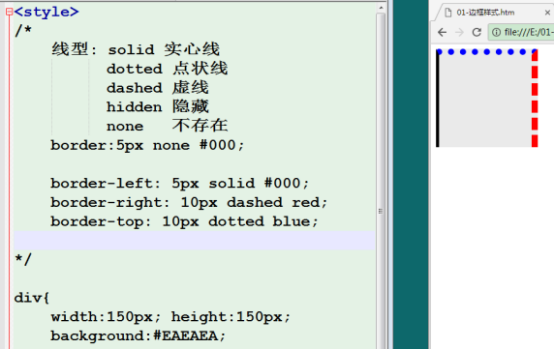 <style>
/*
线型: solid 实心线
dotted 点状线
dashed 虚线
hidden 隐藏
none 不存在
border:5px none #000;
border-left: 5px solid #000;
border-right: 10px dashed red;
border-top: 10px dotted blue;
*/
div{
width:150px; height:150px;
background:#EAEAEA;
01-边框样式.htm
file:///E:/01-